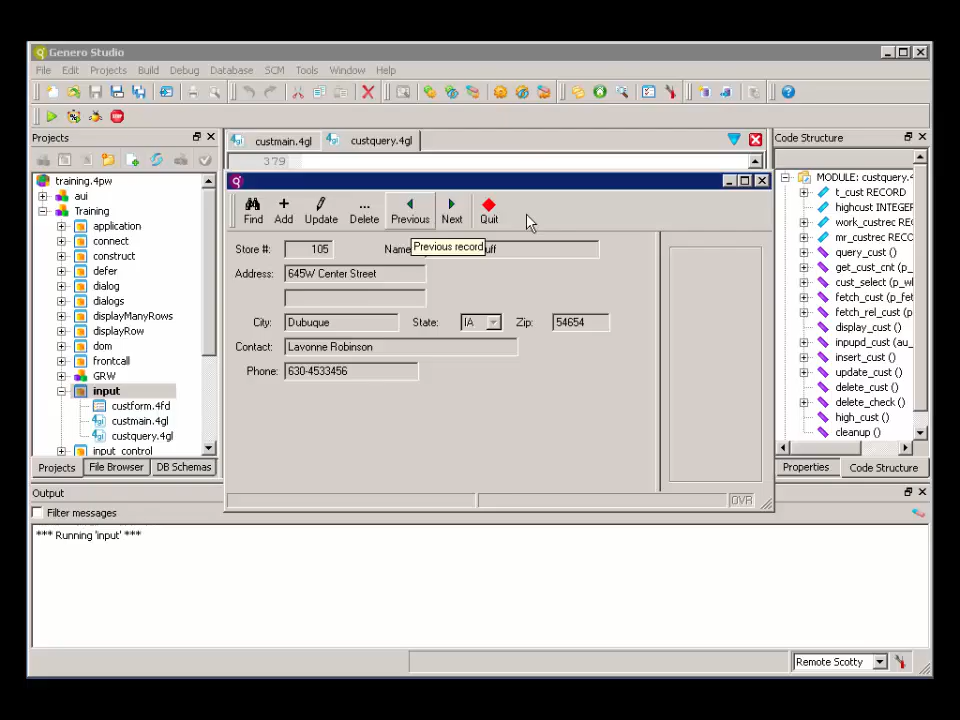 Genero Studio
File Edit Projects Build Debug Database SCM Tools Window Help
Projects
training.4pw
aui
Training
application
connect
construct
defer
dialog
dialogs
displayManyRows
displayRow
dom
frontcall
GRW
input
custform.4fd
custmain.4gl
custquery.4gl
input control
Projects File Browser DB Schemas
custmain.4gl custquery.4gl
379
Find Add Update Delete Previous Next Quit
Previous record
Store #: 105 Name uff
Address: 645W Center Street
City: Dubuque State: IA Zip: 54654
Contact: Lavonne Robinson
Phone: 630-4533456
OVR
Code Structure
MODULE: custquery.4
t_cust RECORD
highcust INTEGER
work_custrec REC
mr_custrec RECO
query_cust ()
get_cust_cnt (p_
cust_select (p_w
fetch_cust (p_fet
fetch_rel_cust (p
display_cust ()
inpupd_cust (au_
insert_cust ()
update_cust ()
delete_cust ()
delete_check ()
high_cust ()
cleanup ()
Properties Code Structure
Output
Filter messages
*** Running 'input' ***
Remote Scotty